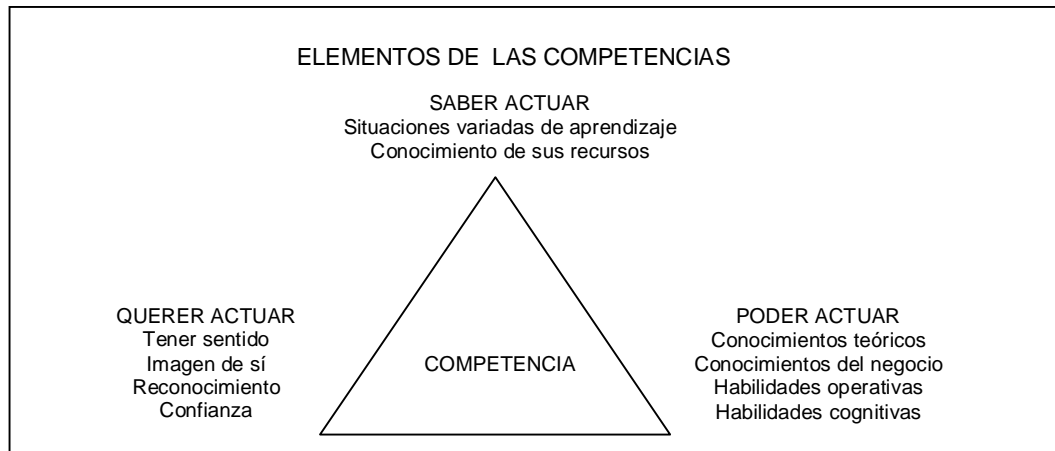 ELEMENTOS DE LAS COMPETENCIAS
SABER ACTUAR
Situaciones variadas de aprendizaje
Conocimiento de sus recursos
QUERER ACTUAR
Tener sentido
Imagen de sí
Reconocimiento
Confianza
COMPETENCIA
PODER ACTUAR
Conocimientos teóricos
Conocimientos del negocio
Habilidades operativas
Habilidades cognitivas